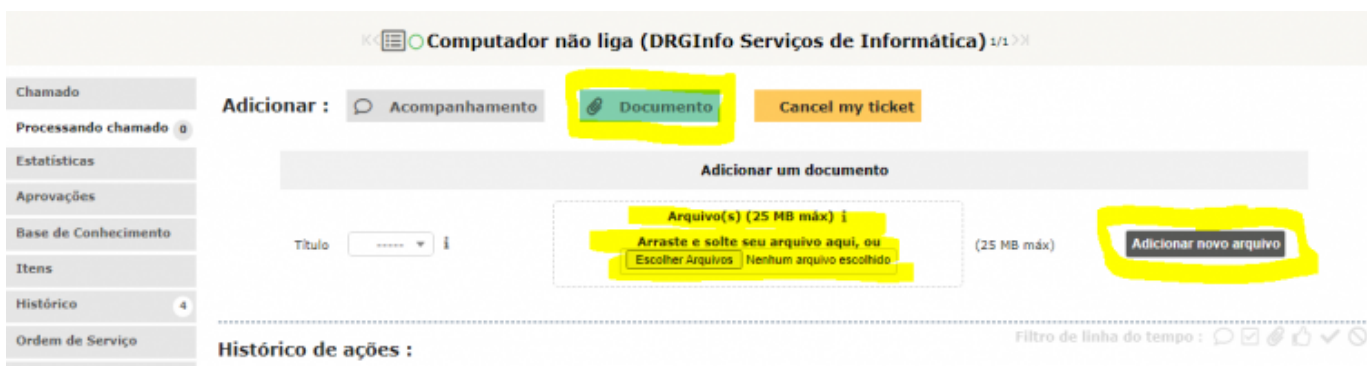 Computador não liga (DRGInfo Serviços de Informática) 1/1
Chamado
Processando chamado 0
Estatísticas
Aprovações
Base de Conhecimento
Itens
Histórico 4
Ordem de Serviço
Adicionar : Acompanhamento Documento Cancel my ticket
Adicionar um documento
Título ----- i
Arquivo(s) (25 MB máx) i
Arraste e solte seu arquivo aqui, ou
Escolher Arquivos Nenhum arquivo escolhido
(25 MB máx)
Adicionar novo arquivo
Filtro de linha do tempo :
Histórico de ações :